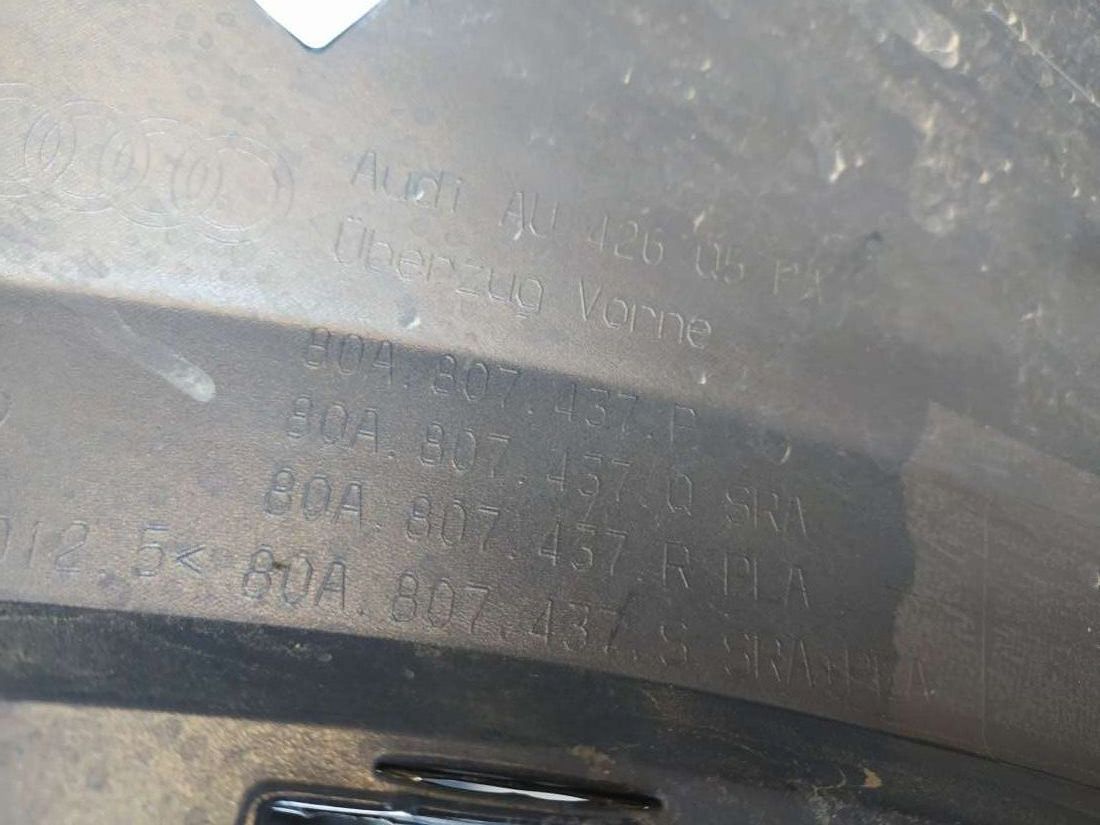 Audi AU 426 Q5 PA
Überzug Vorne
80A.807.437.P
80A.807.437.Q SRA
80A.807.437.R PLA
80A.807.437.S SRA+PLA